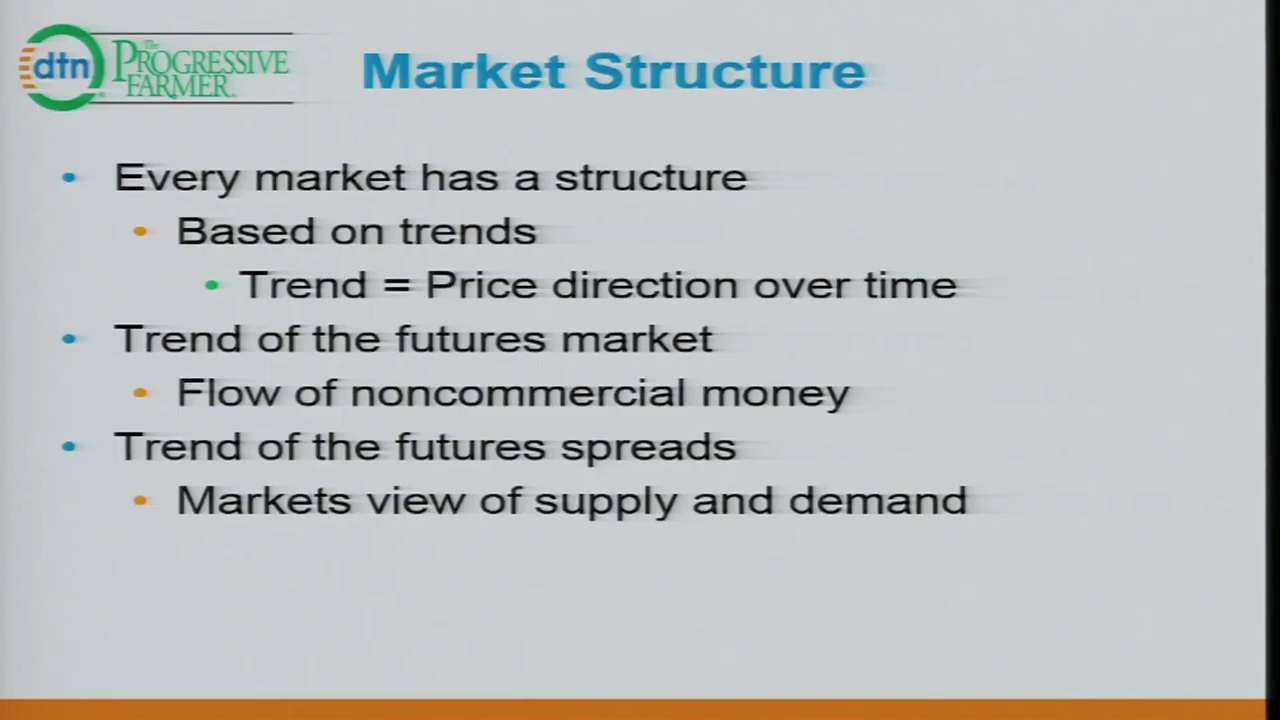 dtn
The
PROGRESSIVE
FARMER
Market Structure
Every market has a structure
Based on trends
Trend = Price direction over time
Trend of the futures market
Flow of noncommercial money
Trend of the futures spreads
Markets view of supply and demand